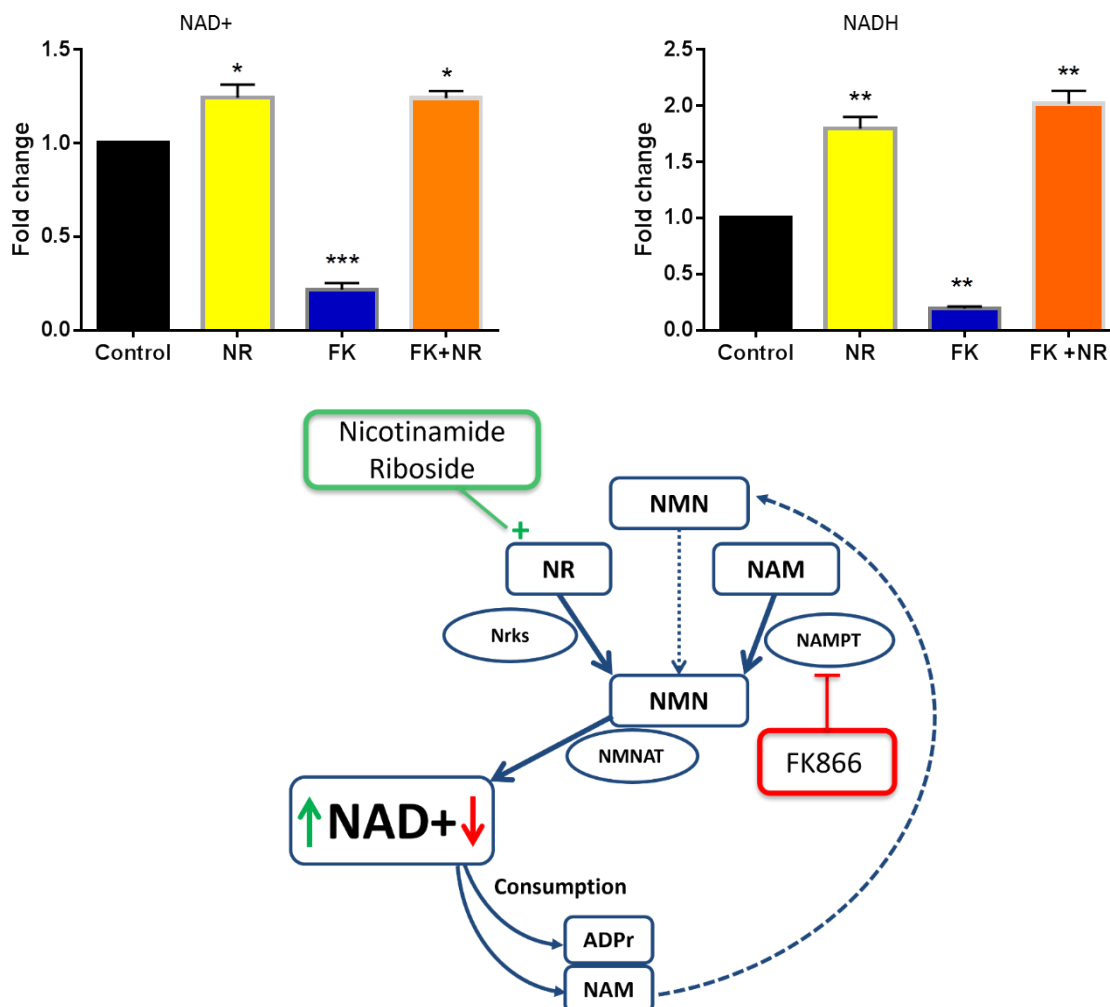 NAD+
1.5
1.0
0.5
0.0
Fold change
*
***
*
Control NR FK FK+NR
NADH
2.5
2.0
1.5
1.0
0.5
0.0
Fold change
**
**
**
Control NR FK FK +NR
Nicotinamide
Riboside
+
NMN
NR
NAM
Nrks
NAMPT
NMN
NMNAT
FK866
NAD+
Consumption
ADPr
NAM